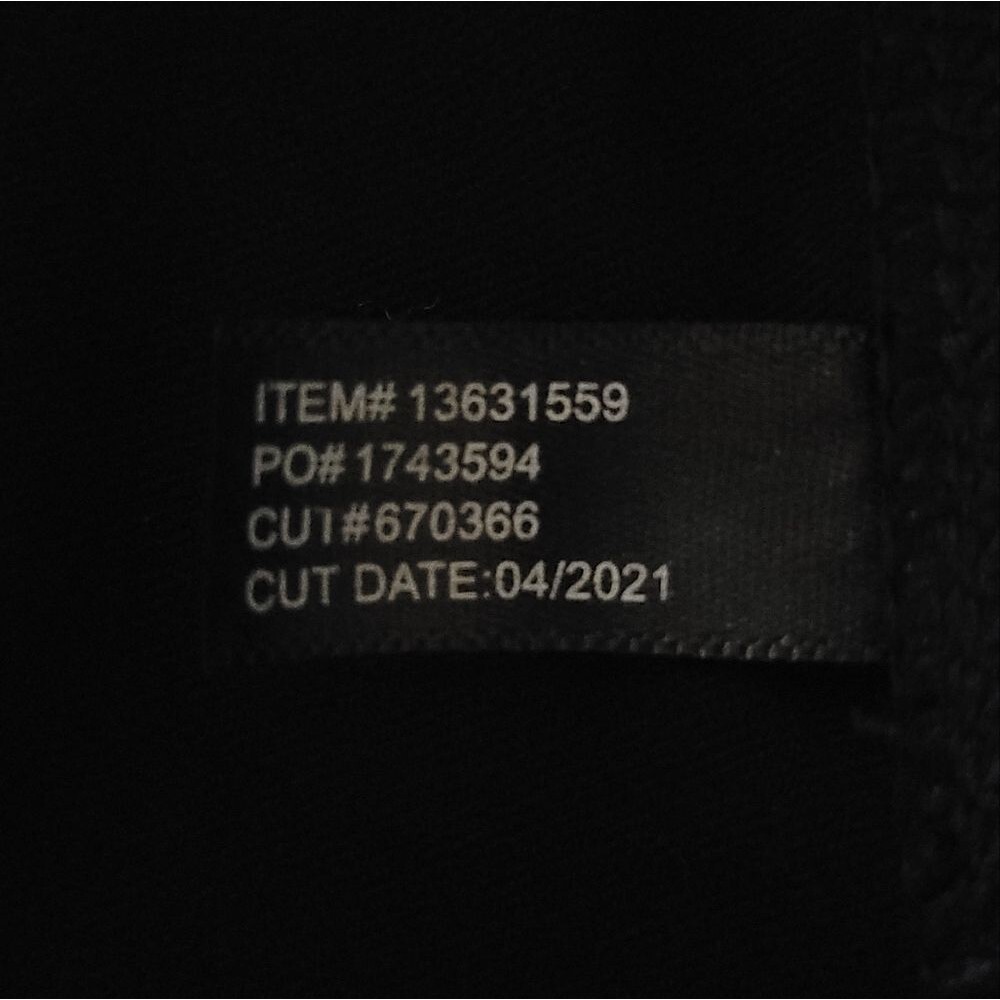 ITEM# 13631559
PO# 1743594
CUT#670366
CUT DATE:04/2021